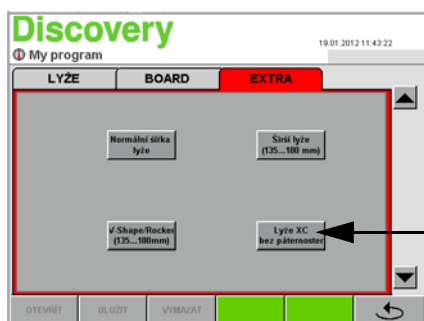 Discovery
19.01.2012 11:43:22
My program
LYŽE BOARD EXTRA
Normální šířka
lyže
Širší lyže
(135...180 mm)
V-Shape/Rocker
(135...180mm)
Lyže XC
bez páternoster
OTEVŘÍT ULOŽIT VYMAZAT